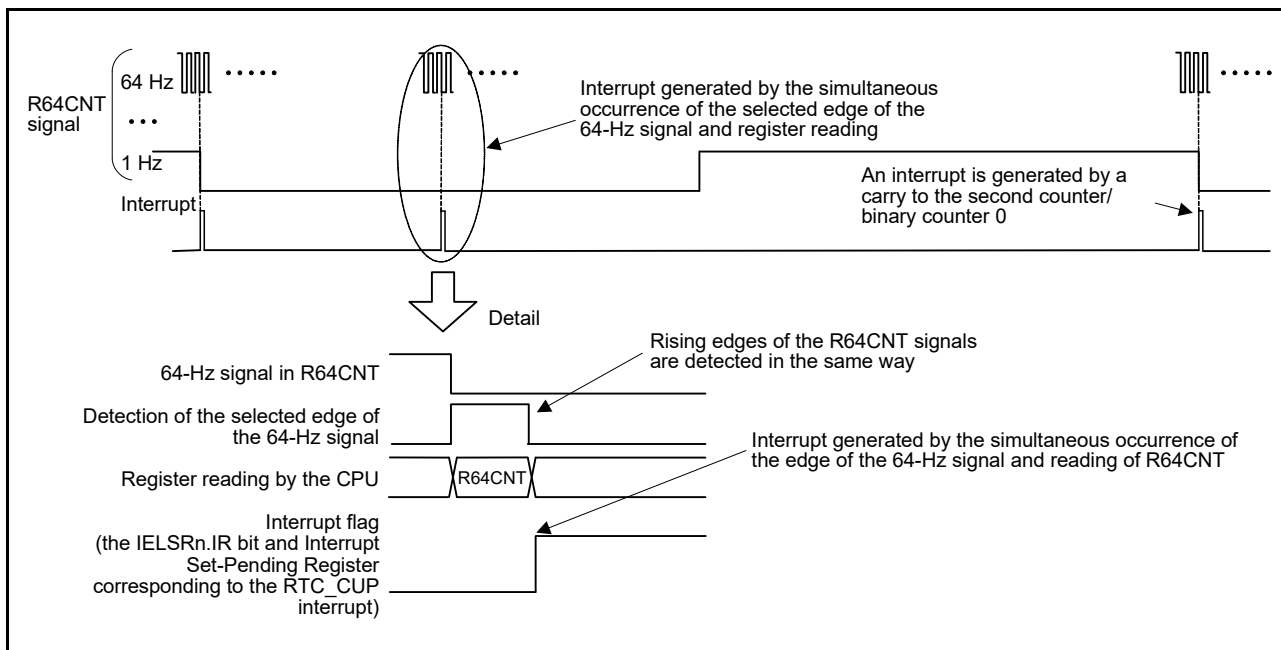 64 Hz
R64CNT
signal
• • •
1 Hz
Interrupt
Interrupt generated by the simultaneous
occurrence of the selected edge of the
64-Hz signal and register reading
An interrupt is generated by a
carry to the second counter/
binary counter 0
Detail
Rising edges of the R64CNT signals
are detected in the same way
64-Hz signal in R64CNT
Detection of the selected edge of
the 64-Hz signal
Interrupt generated by the simultaneous occurrence of
the edge of the 64-Hz signal and reading of R64CNT
Register reading by the CPU
R64CNT
Interrupt flag
(the IELSRn.IR bit and Interrupt
Set-Pending Register
corresponding to the RTC_CUP
interrupt)